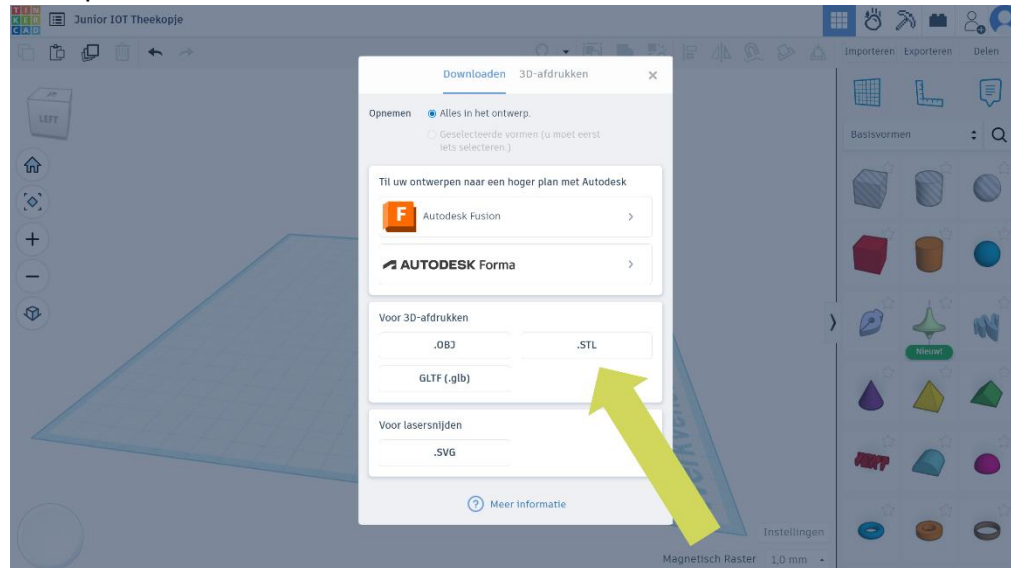 TIN
KER
CAD
Junior IOT Theekopje
Importeren Exporteren Delen
LEFT
Downloaden 3D-afdrukken
Opnemen Alles in het ontwerp.
Geselecteerde vormen (u moet eerst
iets selecteren.)
Til uw ontwerpen naar een hoger plan met Autodesk
F Autodesk Fusion
AUTODESK Forma
Voor 3D-afdrukken
.OBJ .STL
GLTF (.glb)
Voor lasersnijden
.SVG
Meer informatie
Basisvormen
Nieuw!
Instellingen
Magnetisch Raster 1,0 mm